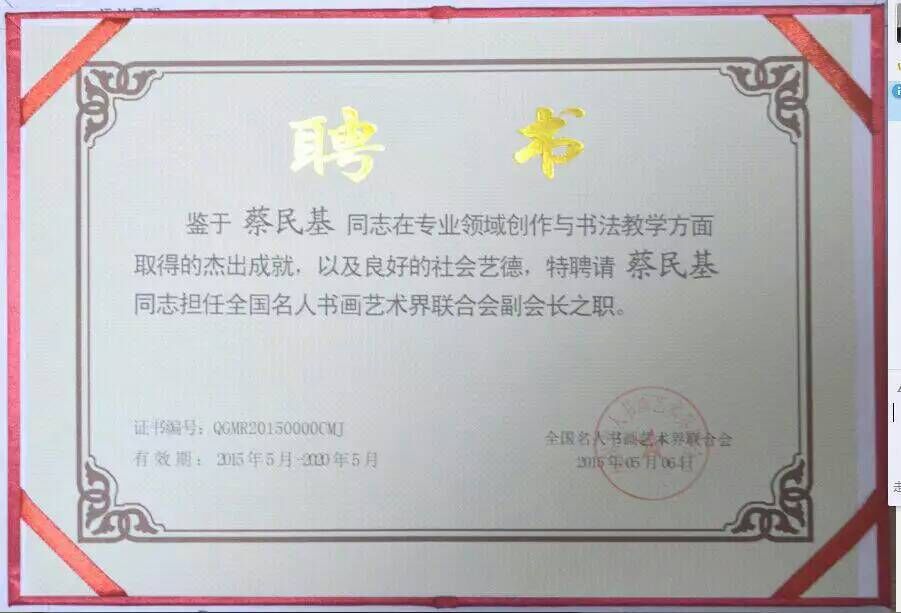 聘 书
鉴于 蔡民基 同志在专业领域创作与书法教学方面
取得的杰出成就，以及良好的社会艺德，特聘请 蔡民基
同志担任全国名人书画艺术界联合会副会长之职。
证书编号：QGMR20150000CMJ
有效期：2015年5月-2020年5月
全国名人书画艺术界联合会
2015年05月06日